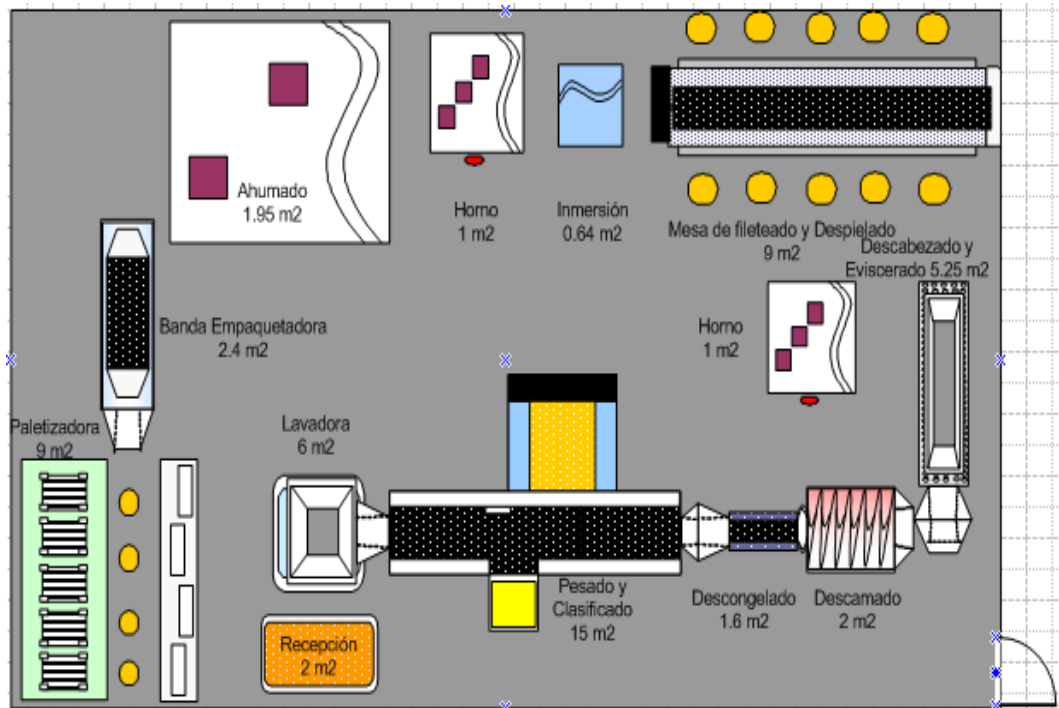 Ahumado
1.95 m2
Horno
1 m2
Inmersión
0.64 m2
Mesa de fileteado y Despielado
9 m2
Descabezado y
Eviscerado 5.25 m2
Banda Empaquetadora
2.4 m2
Horno
1 m2
Paletizadora
9 m2
Lavadora
6 m2
Pesado y
Clasificado
15 m2
Descongelado
1.6 m2
Descamado
2 m2
Recepción
2 m2